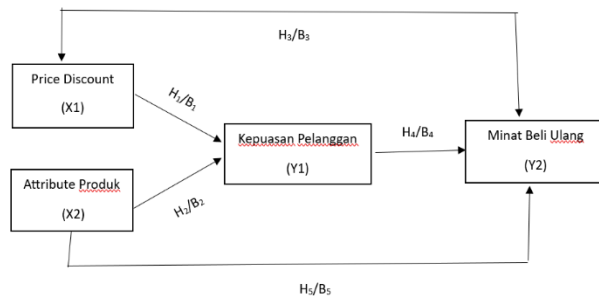 H₃/B₃
Price Discount
(X1)
H₁/B₁
Kepuasan Pelanggan
(Y1)
H₄/B₄
Minat Beli Ulang
(Y2)
Attribute Produk
(X2)
H₂/B₂
H₅/B₅